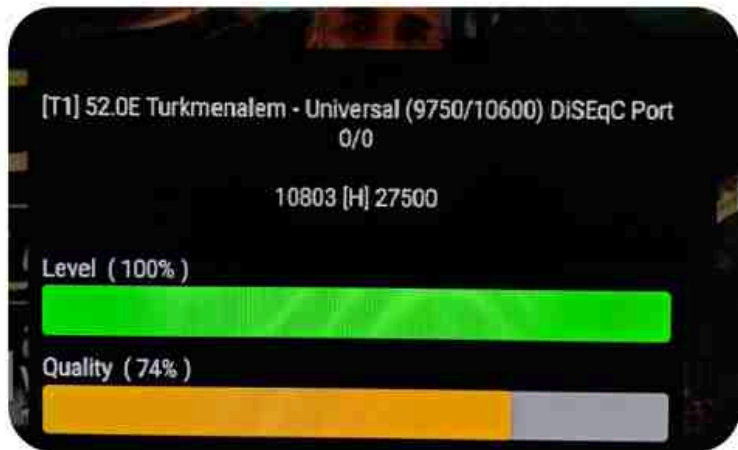 [T1] 52.0E Turkmenalem - Universal (9750/10600) DiSEqC Port
0/0
10803 [H] 27500
Level ( 100% )
Quality ( 74% )